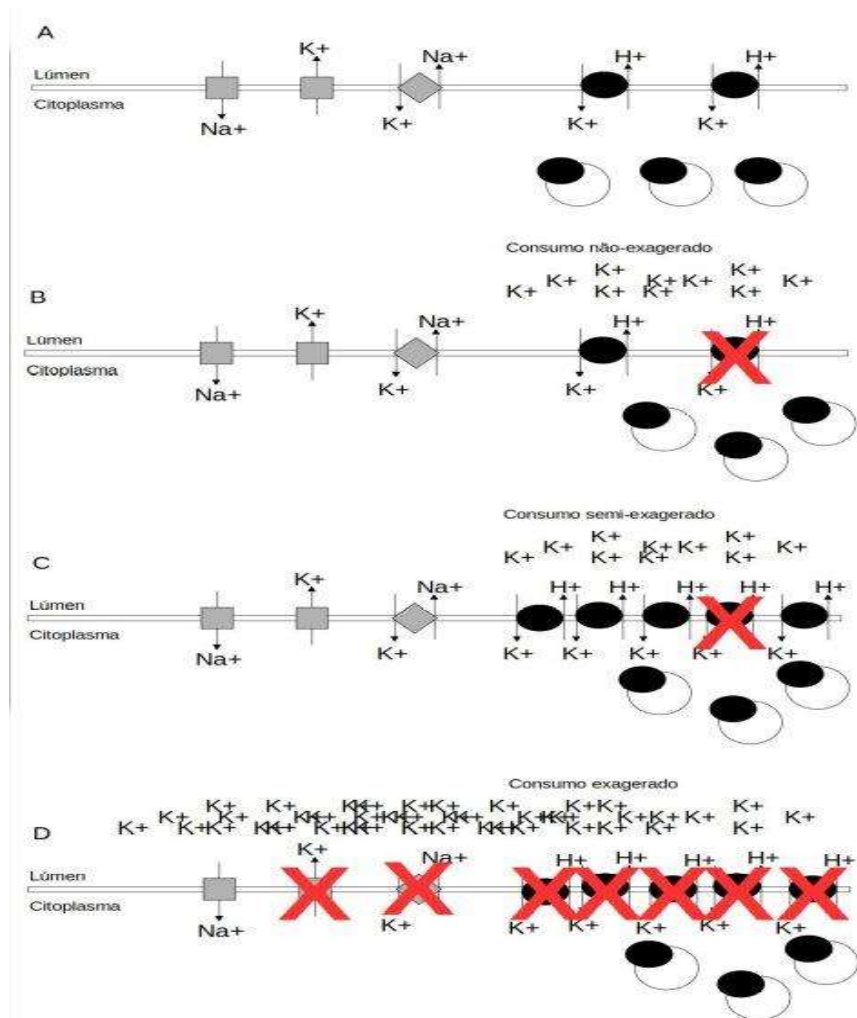 A
K+ Na+ H+ H+
Lúmen
Citoplasma
Na+ K+ K+ K+
Consumo não-exagerado
K+ K+
K+ K+ K+ K+
B K+ K+ K+ K+
K+ Na+ H+ H+
Lúmen
Citoplasma
Na+ K+ K+ K+
Consumo semi-exagerado
K+ K+
K+ K+ K+ K+
C K+ K+ K+ K+
K+ Na+ H+ H+ H+ H+ H+
Lúmen
Citoplasma
Na+ K+ K+ K+ K+ K+ K+
Consumo exagerado
K+ K+ K+ K+ K+ K+ K+ K+
K+ K+ K+ K+ K+ K+
D K+ K+ K+ K+ K+ K+ K+ K+
K+ Na+ H+ H+ H+ H+ H+
Lúmen
Citoplasma
Na+ K+ K+ K+ K+ K+ K+